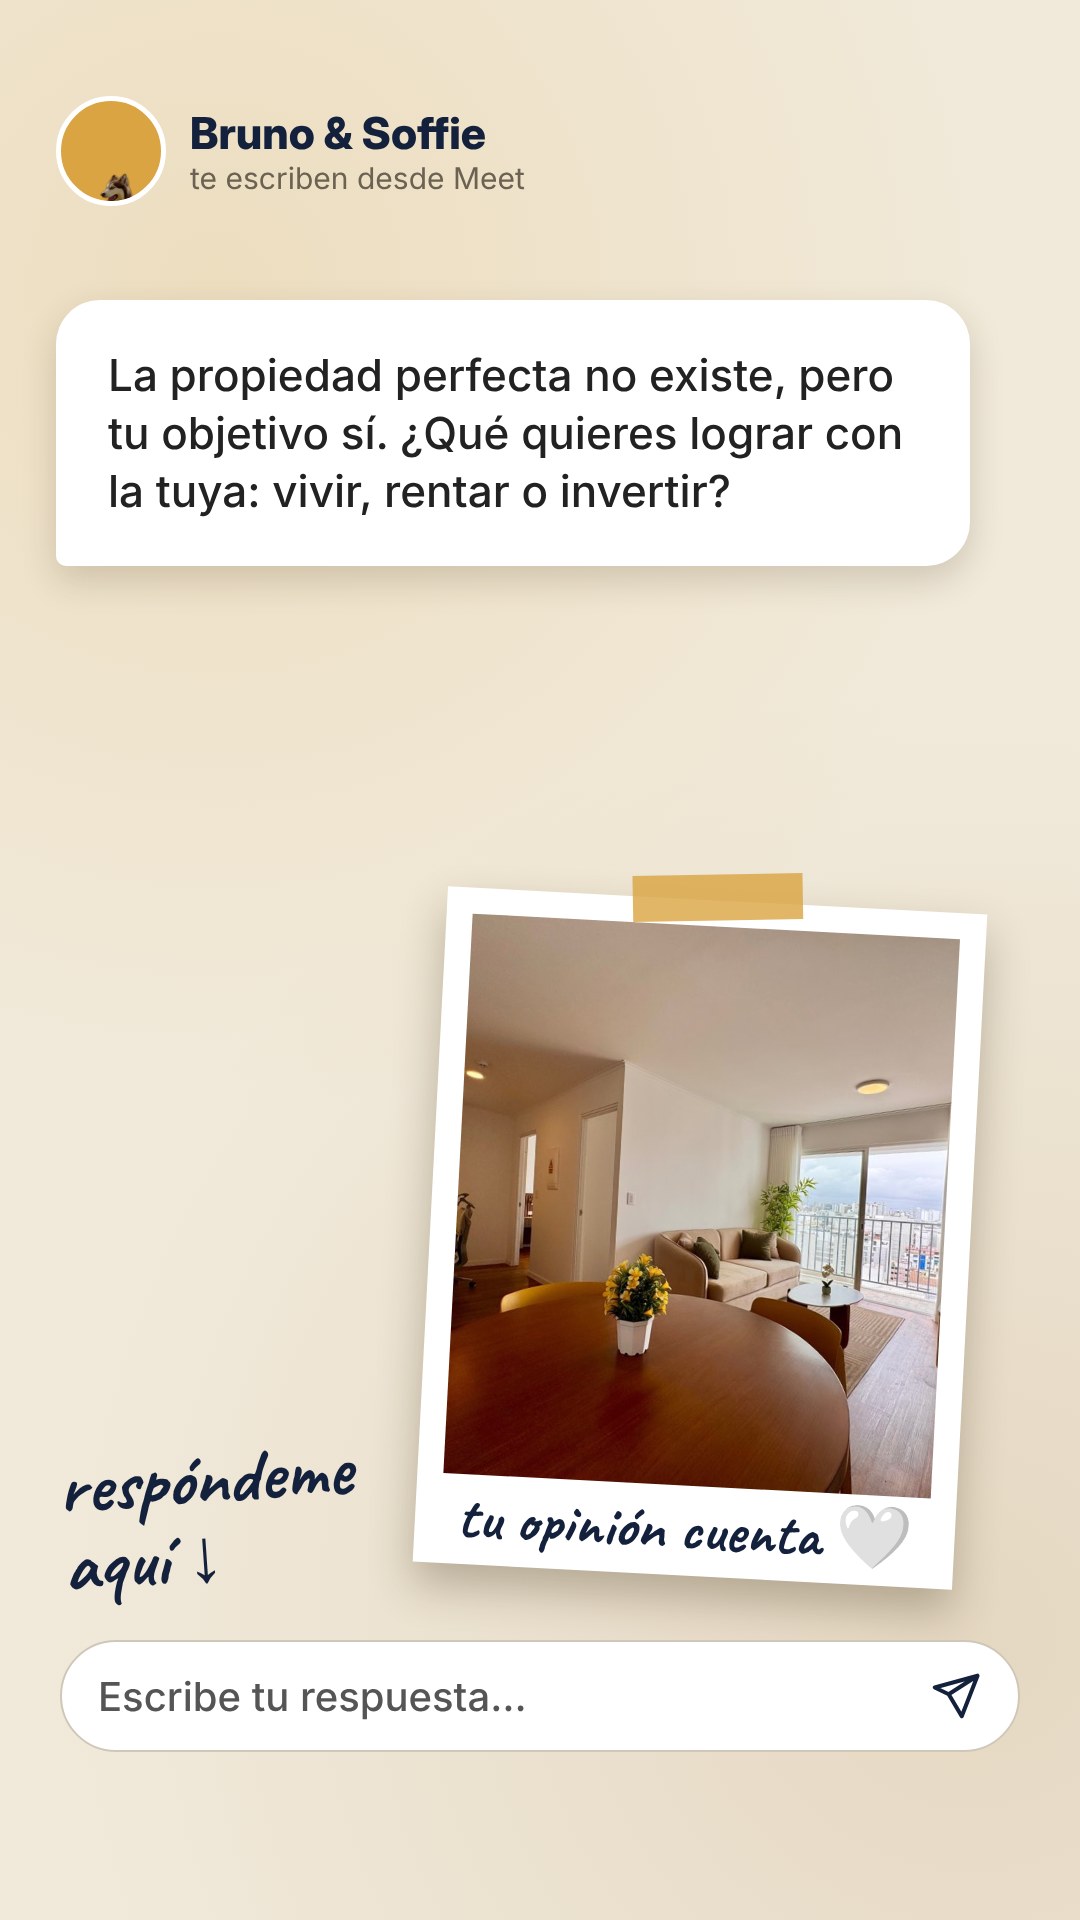 Bruno & Soffie
te escriben desde Meet
La propiedad perfecta no existe, pero
tu objetivo sí. ¿Qué quieres lograr con
la tuya: vivir, rentar o invertir?
respóndeme
aquí ↓
tu opinión cuenta 🤍
Escribe tu respuesta...